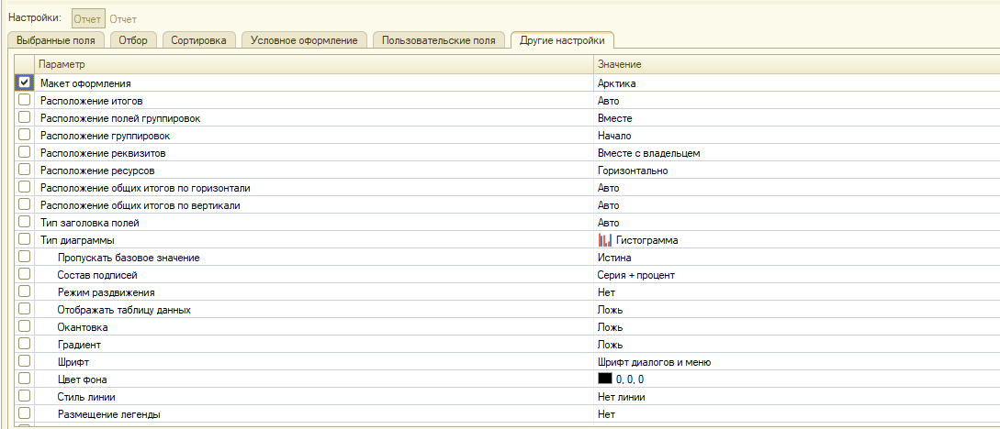 Настройки: Отчет Отчет
Выбранные поля Отбор Сортировка Условное оформление Пользовательские поля Другие настройки
Параметр Значение
Макет оформления Арктика
Расположение итогов Авто
Расположение полей группировок Вместе
Расположение группировок Начало
Расположение реквизитов Вместе с владельцем
Расположение ресурсов Горизонтально
Расположение общих итогов по горизонтали Авто
Расположение общих итогов по вертикали Авто
Тип заголовка полей Авто
Тип диаграммы Гистограмма
Пропускать базовое значение Истина
Состав подписей Серия + процент
Режим раздвижения Нет
Отображать таблицу данных Ложь
Окантовка Ложь
Градиент Ложь
Шрифт Шрифт диалогов и меню
Цвет фона 0, 0, 0
Стиль линии Нет линии
Размещение легенды Нет